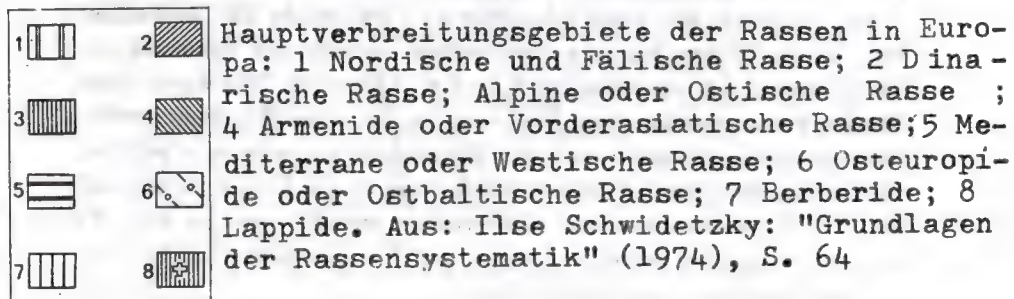 1 2
3 4
5 6
7 8
Hauptverbreitungsgebiete der Rassen in Euro-
pa: 1 Nordische und Fälische Rasse; 2 Dina-
rische Rasse; Alpine oder Ostische Rasse ;
4 Armenide oder Vorderasiatische Rasse;5 Me-
diterrane oder Westische Rasse; 6 Osteuropi-
de oder Ostbaltische Rasse; 7 Berberide; 8
Lappide. Aus: Ilse Schwidetzky: "Grundlagen
der Rassensystematik" (1974), S. 64